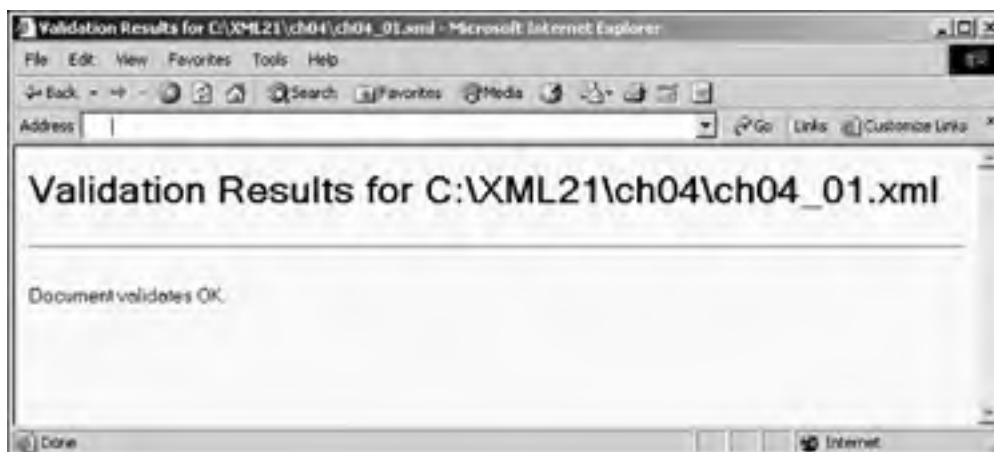 Validation Results for C:\XML21\ch04\ch04_01.xml - Microsoft Internet Explorer
File Edit View Favorites Tools Help
Back Search Favorites Media
Address Go Links Customize Links
Validation Results for C:\XML21\ch04\ch04_01.xml
Document validates OK.
Done Internet